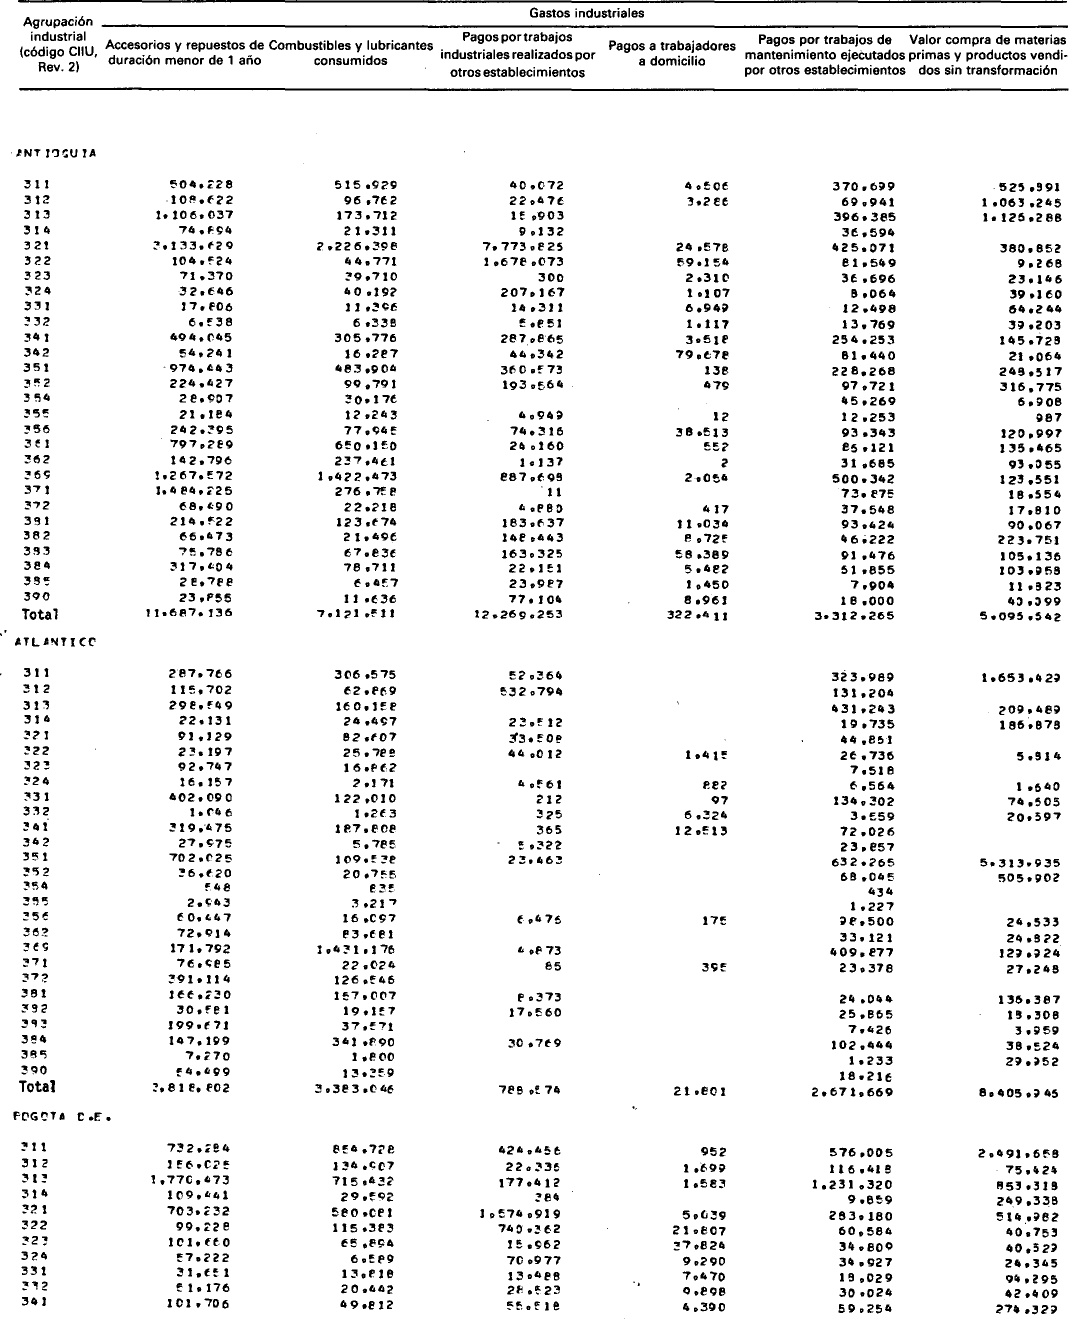 Gastos industriales
Agrupación industrial (código CIIU, Rev. 2) Accesorios y repuestos de duración menor de 1 año Combustibles y lubricantes consumidos Pagos por trabajos industriales realizados por otros establecimientos Pagos a trabajadores a domicilio Pagos por trabajos de mantenimiento ejecutados por otros establecimientos Valor compra de materias primas y productos vendidos sin transformación
ANTIOQUIA
311 504.228 515.929 40.072 4.506 370.699 525.391
312 108.622 96.762 22.476 3.286 69.941 1.063.245
313 1.106.037 173.712 15.903 396.385 1.126.288
314 74.894 21.311 9.132 36.594
321 3.133.629 2.226.398 7.773.825 24.578 425.071 380.852
322 104.524 44.771 1.678.073 59.154 81.549 9.268
323 71.370 39.710 300 2.310 36.696 23.146
324 32.646 40.192 207.167 1.107 8.064 39.160
331 17.806 11.396 14.311 6.949 12.498 64.244
332 6.538 6.338 5.851 1.117 13.769 39.203
341 494.045 305.776 287.865 3.518 254.253 145.728
342 54.241 16.287 44.342 79.678 81.440 21.064
351 974.443 483.904 360.573 138 228.268 248.517
352 224.427 99.791 193.564 479 97.721 316.775
354 28.907 30.176 45.269 6.908
355 21.184 12.243 4.949 12 12.253 987
356 242.395 77.945 74.316 38.513 93.343 120.997
361 797.289 650.150 24.160 552 85.121 135.465
362 142.796 237.461 1.137 2 31.685 93.055
369 1.267.572 1.422.473 887.698 2.054 500.342 123.551
371 1.484.225 276.758 11 73.875 18.554
372 68.490 22.218 4.880 417 37.548 17.810
381 214.522 123.674 183.637 11.034 93.424 90.067
382 66.473 21.496 148.443 8.725 46.222 223.751
383 75.786 67.836 163.325 58.389 91.476 105.136
384 317.404 78.711 22.151 5.482 51.855 103.958
385 28.788 6.457 23.987 1.450 7.904 11.823
390 23.855 11.636 77.104 8.961 18.000 43.399
Total 11.687.136 7.121.511 12.269.253 322.411 3.312.265 5.095.542
ATLANTICO
311 287.766 306.575 52.364 323.989 1.653.429
312 115.702 62.869 532.794 131.204
313 298.549 160.158 431.243 209.489
314 22.131 24.497 23.512 19.735 186.878
321 91.129 82.607 33.508 44.851
322 23.197 25.788 44.012 1.415 26.736 5.814
323 92.747 16.862 7.518
324 16.157 2.171 4.561 882 6.564 1.640
331 402.090 122.010 212 97 134.302 74.505
332 1.046 1.263 325 6.324 3.559 20.597
341 319.475 187.808 365 12.513 72.026
342 27.975 5.785 5.322 23.857
351 702.025 109.538 23.463 632.265 5.313.935
352 36.620 20.755 68.045 505.902
354 548 835 434
355 2.943 3.217 1.227
356 60.447 16.097 6.476 175 98.500 24.533
362 72.914 83.681 33.121 24.822
369 171.792 1.431.176 4.873 409.877 129.924
371 76.985 22.024 85 395 23.378 27.248
372 391.114 126.546
381 166.230 157.007 8.373 24.044 136.387
382 30.581 19.157 17.560 25.865 18.308
383 199.671 37.571 7.426 3.959
384 147.199 341.890 30.769 102.444 38.524
385 7.270 1.800 1.233 29.952
390 54.499 13.359 18.216
Total 3.818.802 3.383.046 788.574 21.801 2.671.669 8.405.945
BOGOTA D.E.
311 732.284 854.728 424.456 952 576.005 2.491.658
312 156.025 134.907 22.335 1.699 116.418 75.424
313 1.770.473 715.432 177.412 1.583 1.231.320 853.318
314 109.441 29.592 384 9.859 249.338
321 703.232 580.081 1.574.919 5.039 283.180 514.982
322 99.228 115.383 740.362 21.807 60.584 40.753
323 101.660 65.894 15.962 37.824 34.809 40.529
324 57.222 6.589 70.977 9.290 34.927 24.345
331 31.651 13.818 13.488 7.470 18.029 94.295
332 51.176 20.442 28.523 9.898 30.024 42.409
341 101.706 49.812 55.518 4.390 59.254 274.329